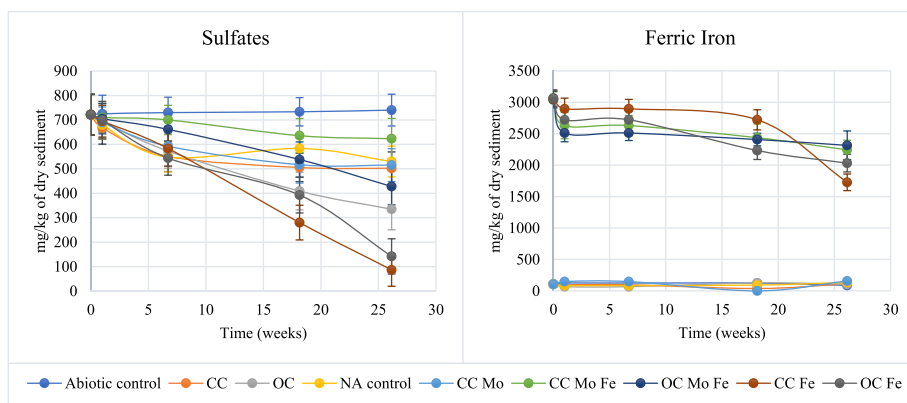 Sulfates
mg/kg of dry sediment
900
800
700
600
500
400
300
200
100
0
0 5 10 15 20 25 30
Time (weeks)
Ferric Iron
mg/kg of dry sediment
3500
3000
2500
2000
1500
1000
500
0
0 5 10 15 20 25 30
Time (weeks)
Abiotic control CC OC NA control CC Mo CC Mo Fe OC Mo Fe CC Fe OC Fe